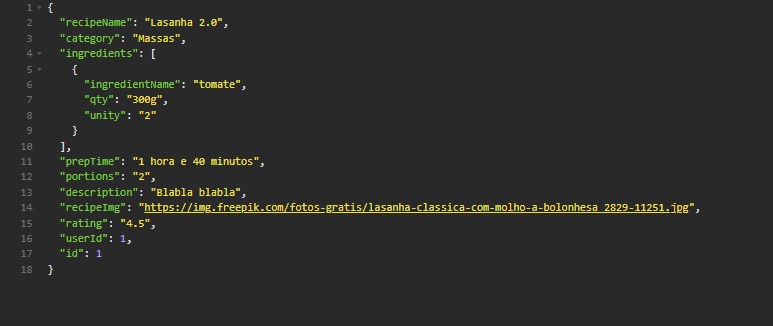 1 {
2 "recipeName": "Lasanha 2.0",
3 "category": "Massas",
4 "ingredients": [
5 {
6 "ingredientName": "tomate",
7 "qty": "300g",
8 "unity": "2"
9 }
10 ],
11 "prepTime": "1 hora e 40 minutos",
12 "portions": "2",
13 "description": "Blabla blabla",
14 "recipeImg": "https://img.freepik.com/fotos-gratis/lasanha-classica-com-molho-a-bolonhesa_2829-11251.jpg",
15 "rating": "4.5",
16 "userId": 1,
17 "id": 1
18 }